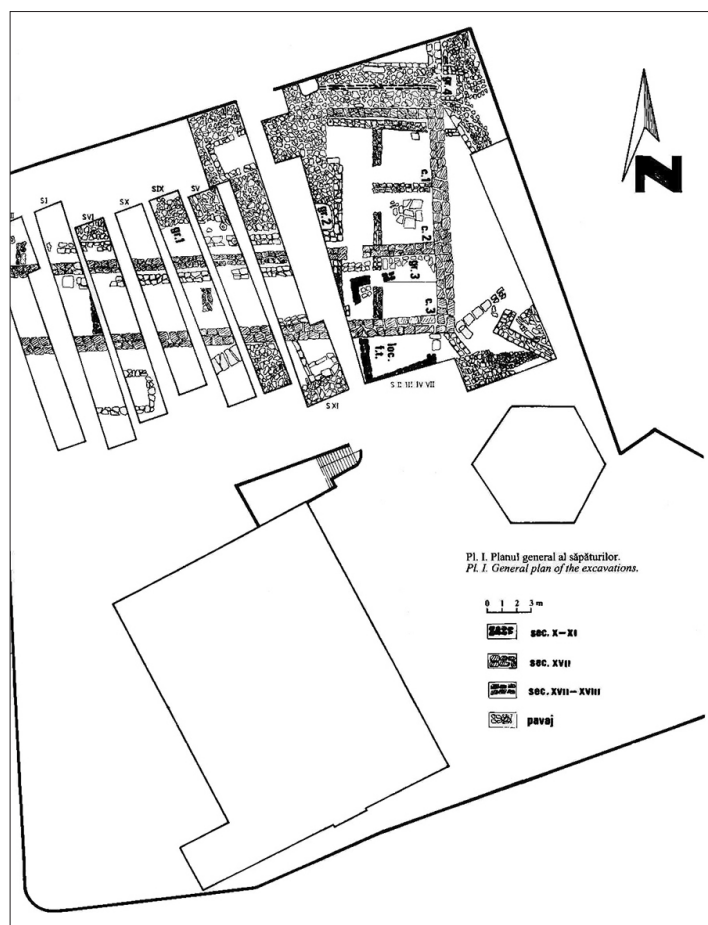 gr.4
SIX
SV
SI
SX
SVI
gr.1
gr.2
c.1
c.2
gr.3
c.3
loc.
f.t.
S II III IV VII
S XI
N
Pl. I. Planul general al săpăturilor.
Pl. I. General plan of the excavations.
0 1 2 3 m
sec. X–XI
sec. XVII
sec. XVII–XVIII
pavaj